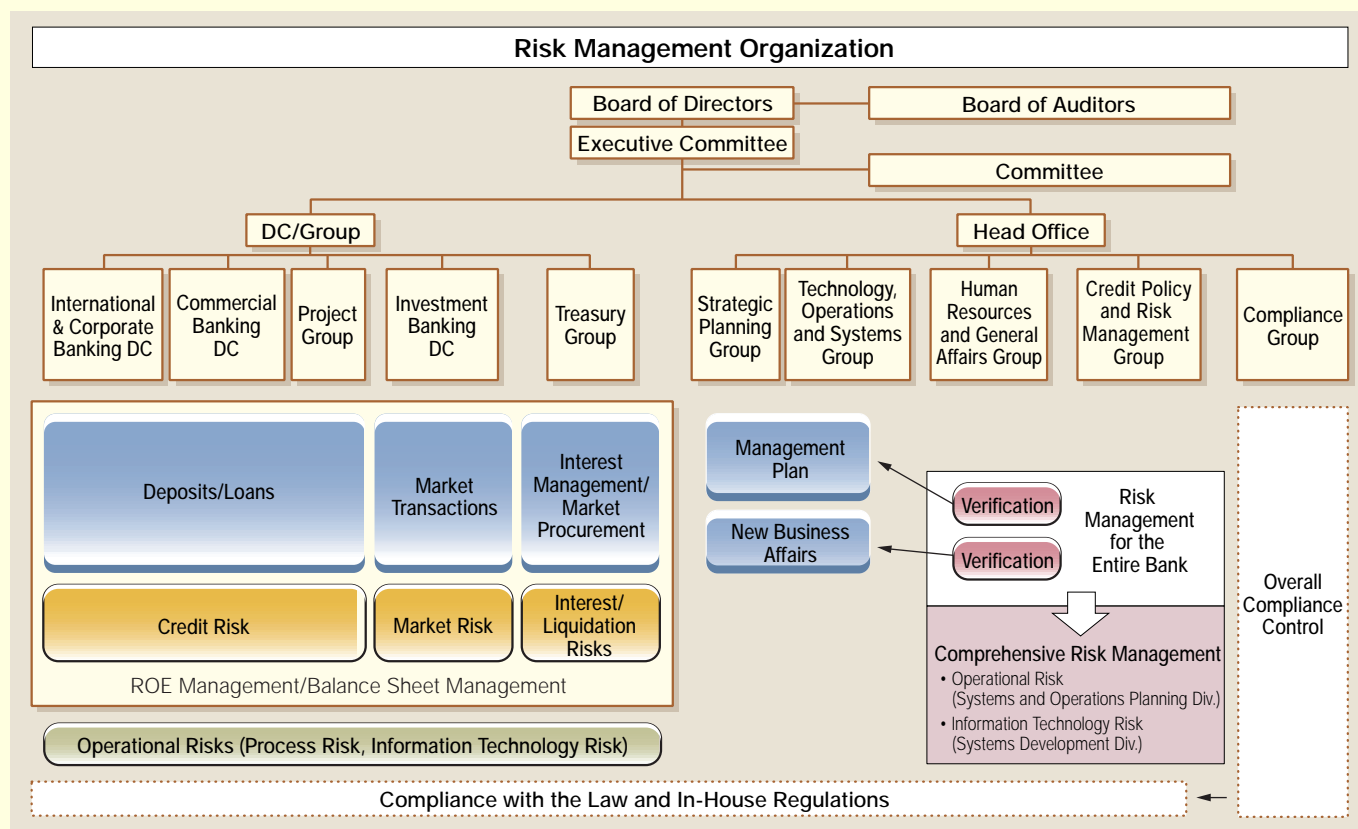 Risk Management Organization
Board of Directors
Board of Auditors
Executive Committee
Committee
DC/Group
Head Office
International
& Corporate
Banking DC
Commercial
Banking
DC
Project
Group
Investment
Banking
DC
Treasury
Group
Strategic
Planning
Group
Technology,
Operations
and Systems
Group
Human
Resources
and General
Affairs Group
Credit Policy
and Risk
Management
Group
Compliance
Group
Deposits/Loans
Market
Transactions
Interest
Management/
Market
Procurement
Credit Risk
Market Risk
Interest/
Liquidation
Risks
ROE Management/Balance Sheet Management
Operational Risks (Process Risk, Information Technology Risk)
Management
Plan
New Business
Affairs
Verification
Verification
Risk
Management
for the
Entire Bank
Comprehensive Risk Management
• Operational Risk
(Systems and Operations Planning Div.)
• Information Technology Risk
(Systems Development Div.)
Overall
Compliance
Control
Compliance with the Law and In-House Regulations